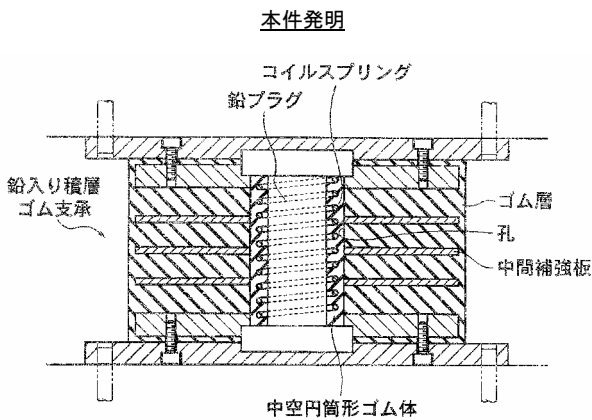 本件発明
コイルスプリング
鉛プラグ
鉛入り積層
ゴム支承
ゴム層
孔
中間補強板
中空円筒形ゴム体